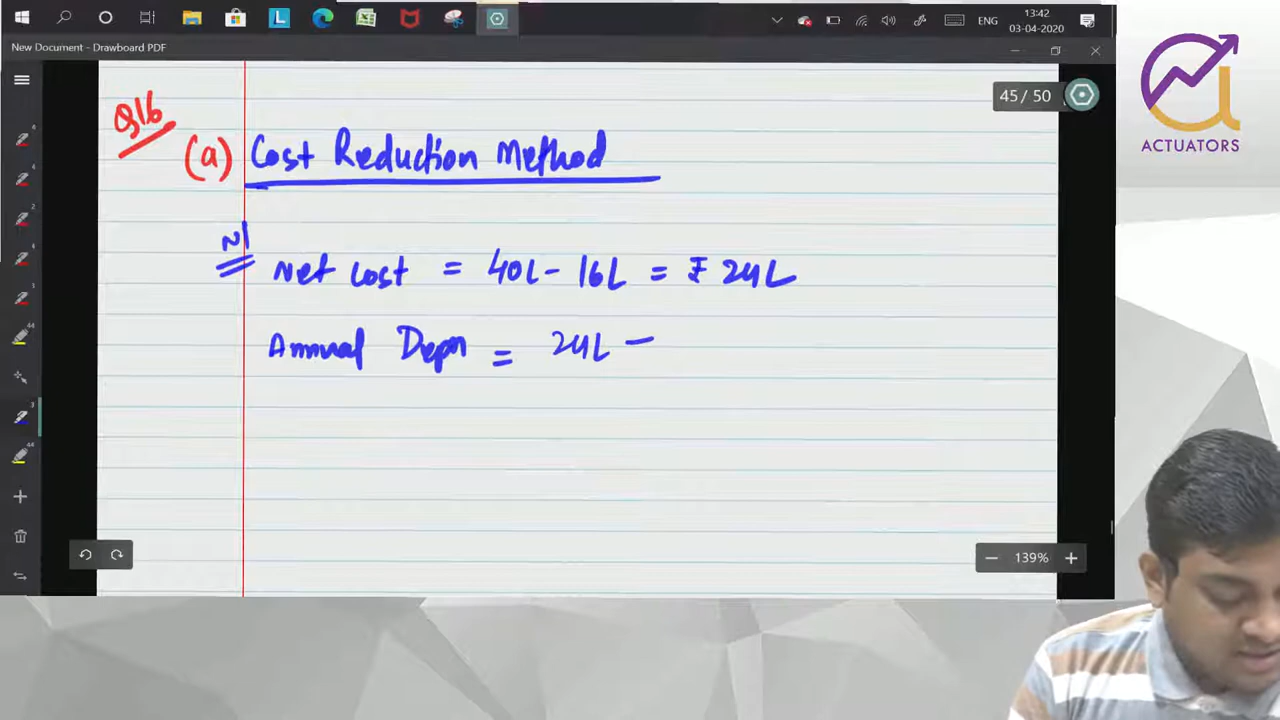 13:42
ENG
03-04-2020
New Document - Drawboard PDF
45 / 50
Q16
(a) Cost Reduction Method
N1
Net Cost = 40L - 16L = ₹ 24L
Annual Depn = 24L -
139%
ACTUATORS